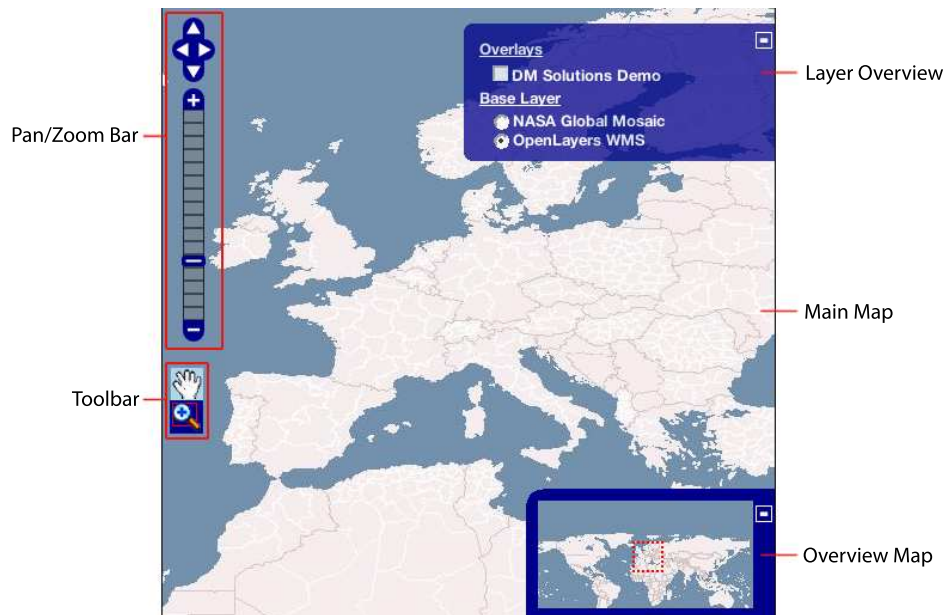 Overlays
DM Solutions Demo
Base Layer
NASA Global Mosaic
OpenLayers WMS
Layer Overview
Pan/Zoom Bar
Main Map
Toolbar
Overview Map